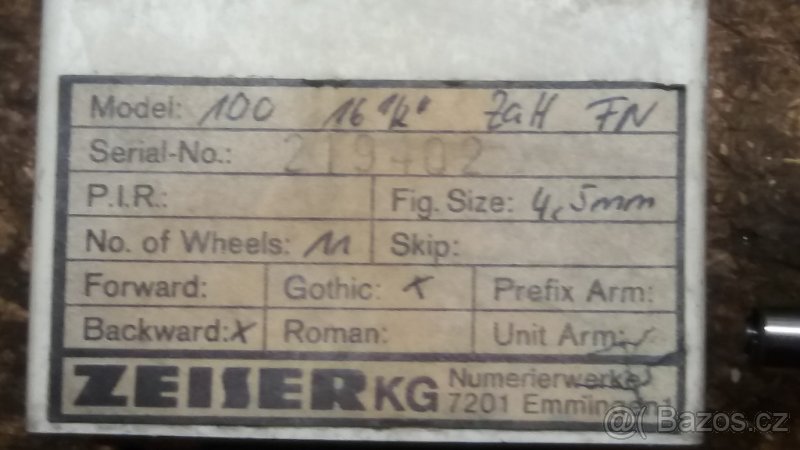 Model: 100 16 "k" ZaH FN
Serial-No.: 219402
P.I.R.: Fig. Size: 4,5mm
No. of Wheels: 11 Skip:
Forward: Gothic: x Prefix Arm:
Backward: x Roman: Unit Arm:
ZEISER KG Numerierwerke
7201 Emmingen 1
Bazos.cz